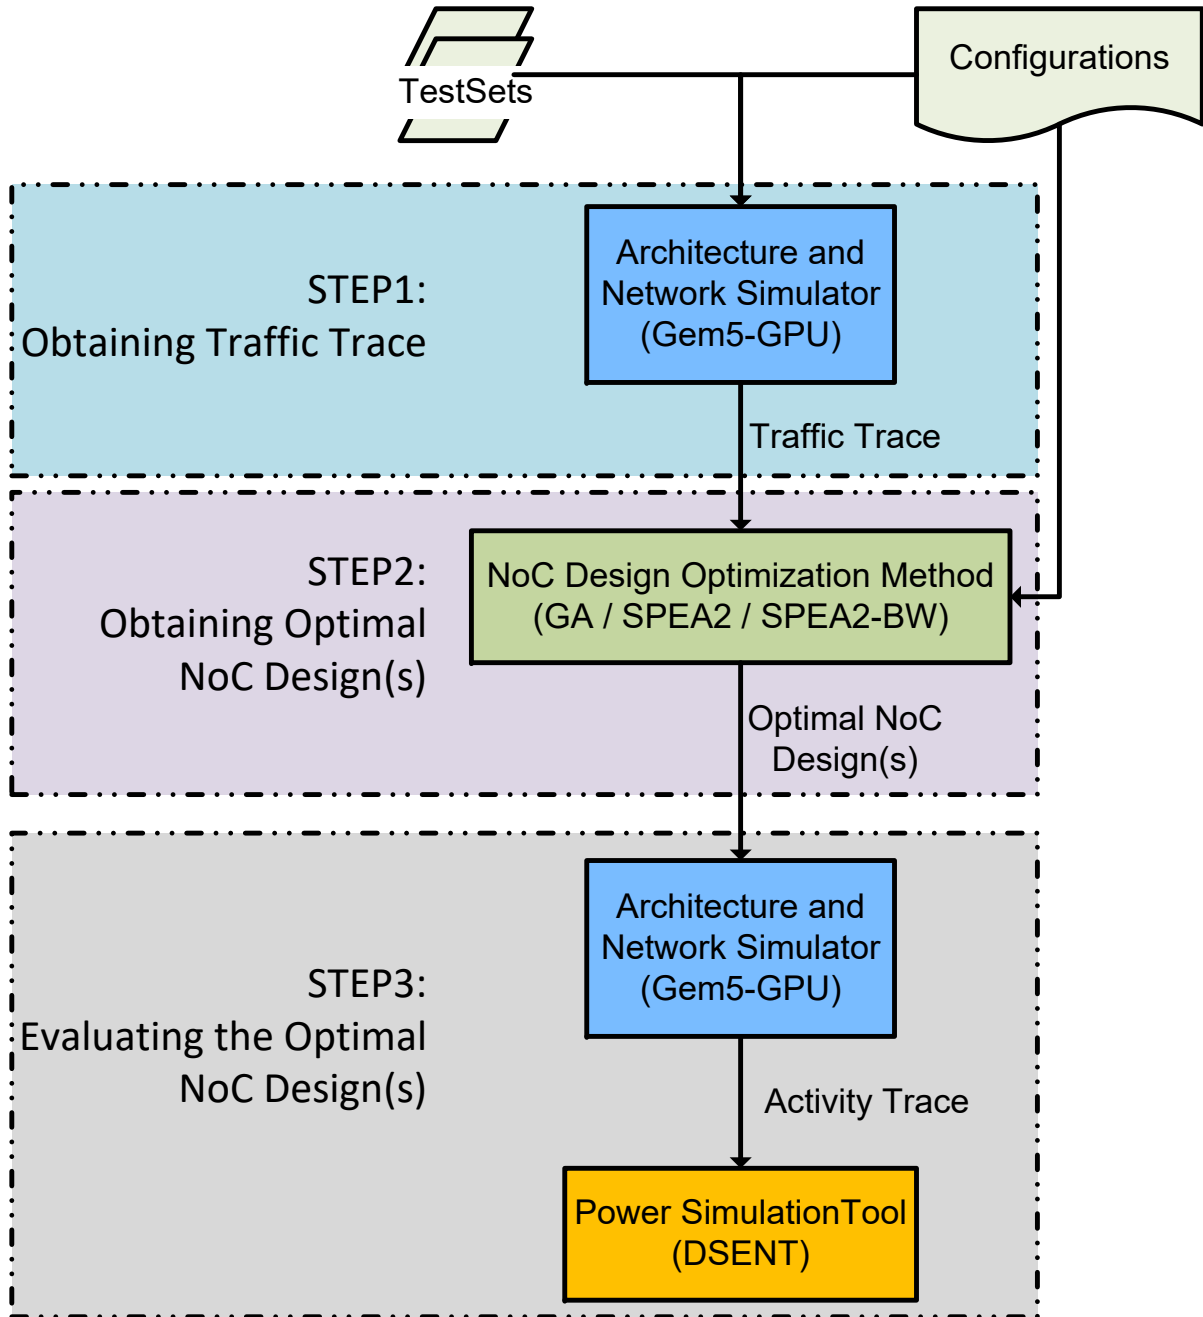 TestSets
Configurations
STEP1:
Obtaining Traffic Trace
Architecture and
Network Simulator
(Gem5-GPU)
Traffic Trace
STEP2:
Obtaining Optimal
NoC Design(s)
NoC Design Optimization Method
(GA / SPEA2 / SPEA2-BW)
Optimal NoC
Design(s)
STEP3:
Evaluating the Optimal
NoC Design(s)
Architecture and
Network Simulator
(Gem5-GPU)
Activity Trace
Power SimulationTool
(DSENT)